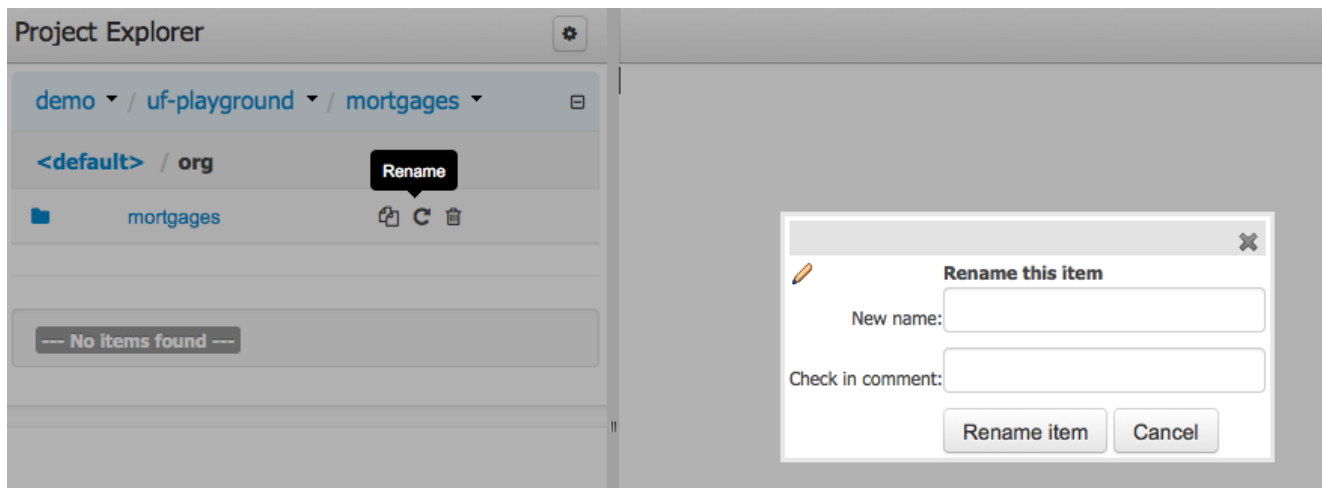 Project Explorer
demo / uf-playground / mortgages
<default> / org
Rename
mortgages
--- No items found ---
Rename this item
New name:
Check in comment:
Rename item Cancel